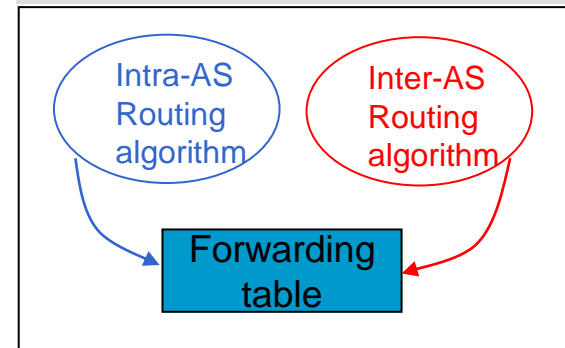 Intra-AS
Routing
algorithm
Inter-AS
Routing
algorithm
Forwarding
table